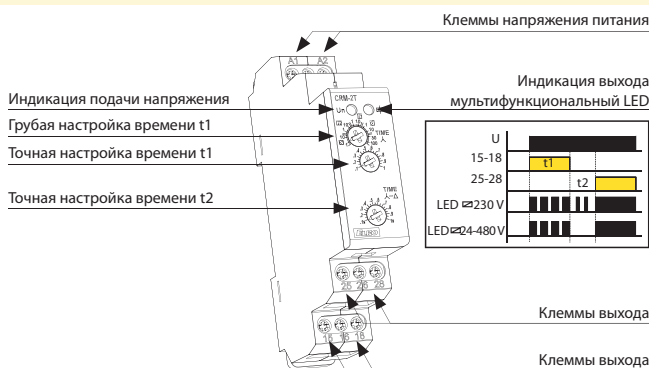 Клеммы напряжения питания
A1 A2
Индикация подачи напряжения
Грубая настройка времени t1
Точная настройка времени t1
Точная настройка времени t2
CRM-2T
Un
TIME
TIME
Индикация выхода
мультифункциональный LED
U
15-18
t1
25-28
t2
LED 230 V
LED 24-480 V
25 26 28
15 16 18
Клеммы выхода
Клеммы выхода